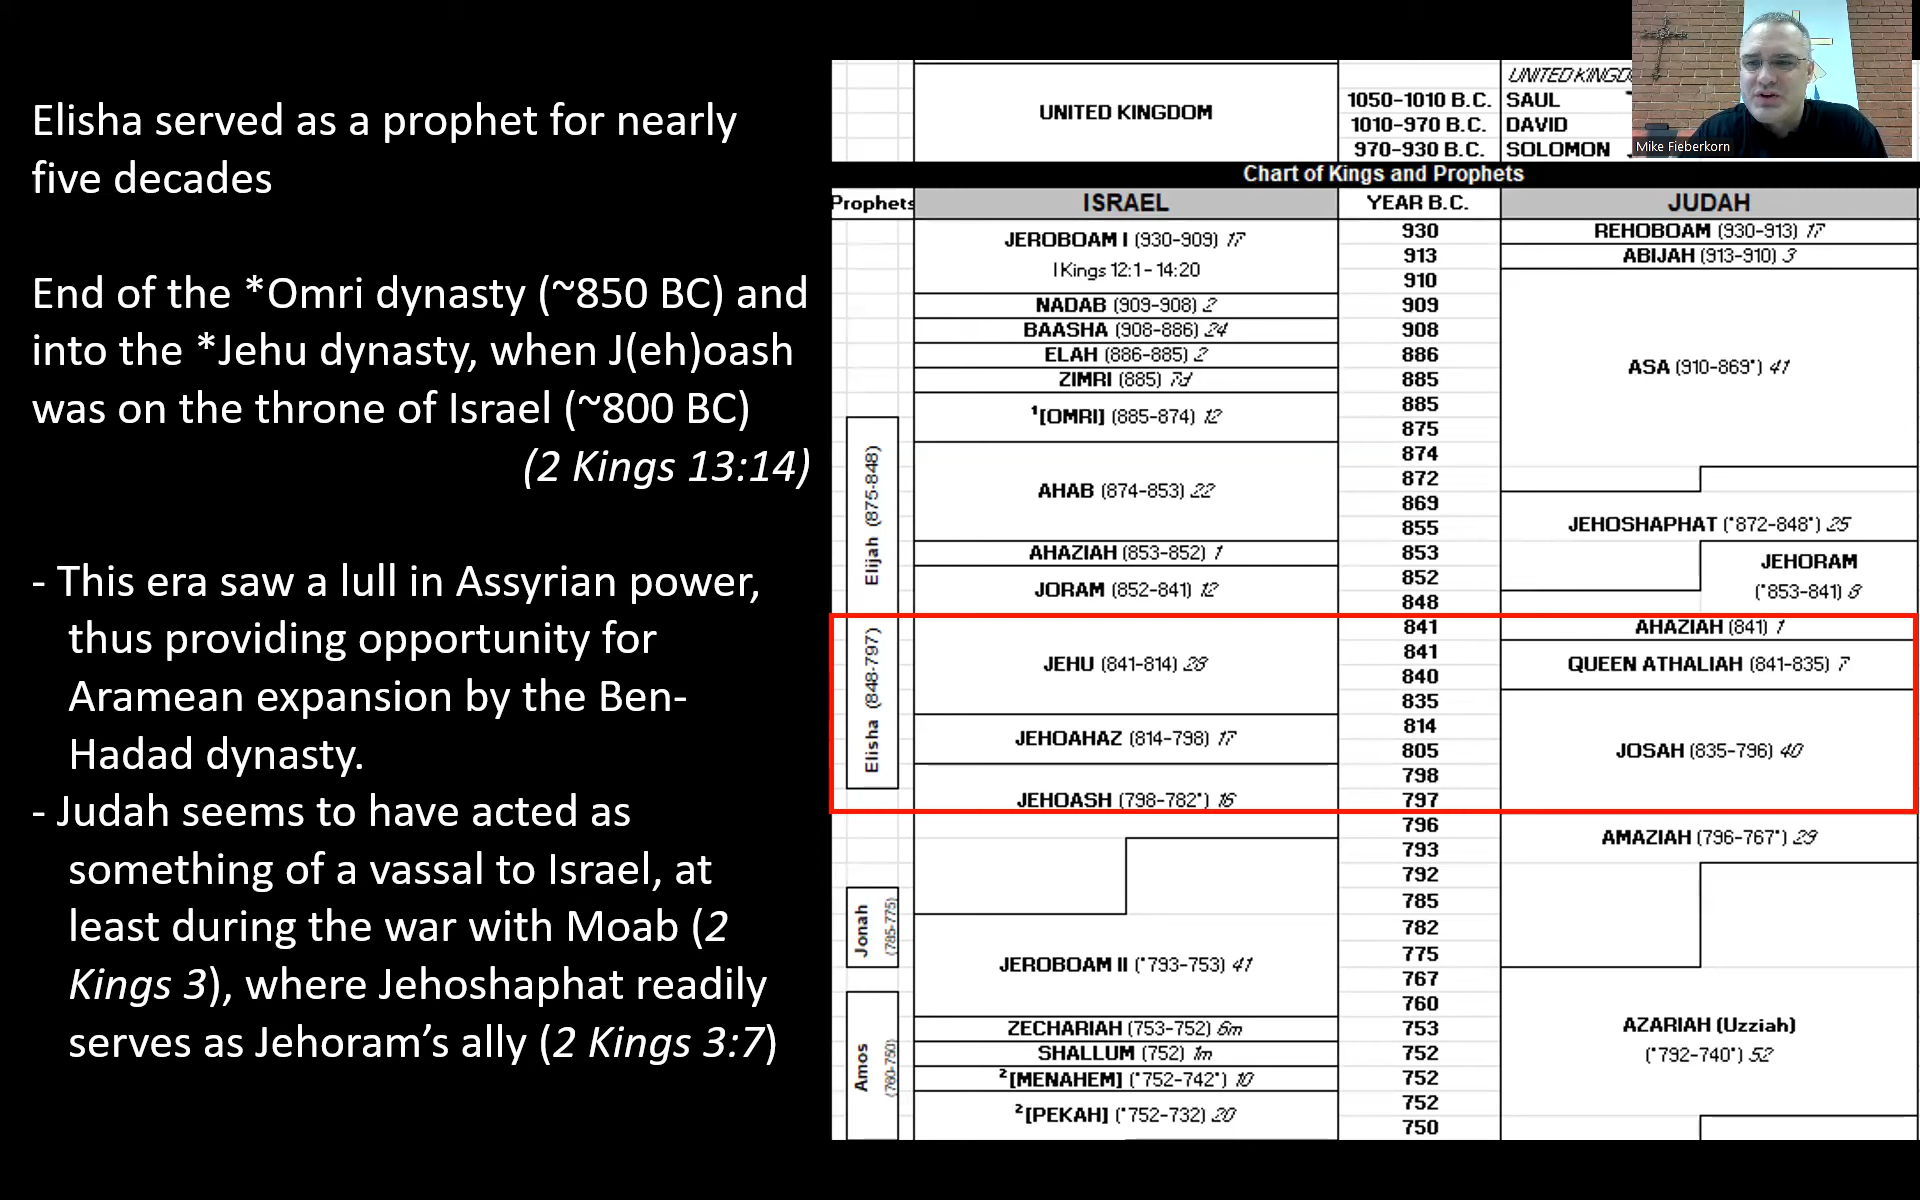 Elisha served as a prophet for nearly
five decades
End of the *Omri dynasty (~850 BC) and
into the *Jehu dynasty, when J(eh)oash
was on the throne of Israel (~800 BC)
(2 Kings 13:14)
- This era saw a lull in Assyrian power,
thus providing opportunity for
Aramean expansion by the Ben-
Hadad dynasty.
- Judah seems to have acted as
something of a vassal to Israel, at
least during the war with Moab (2
Kings 3), where Jehoshaphat readily
serves as Jehoram’s ally (2 Kings 3:7)
Mike Fieberkorn
UNITED KINGDOM
1050-1010 B.C. SAUL
1010-970 B.C. DAVID
970-930 B.C. SOLOMON
Chart of Kings and Prophets
Prophets ISRAEL YEAR B.C. JUDAH
Elijah (875-848)
Elisha (848-797)
Jonah (785-775)
Amos (760-750)
JEROBOAM I (930-909) 17
I Kings 12:1 - 14:20
NADAB (909-908) 2
BAASHA (908-886) 24
ELAH (886-885) 2
ZIMRI (885) 7d
¹[OMRI] (885-874) 12
AHAB (874-853) 22
AHAZIAH (853-852) 1
JORAM (852-841) 12
JEHU (841-814) 28
JEHOAHAZ (814-798) 17
JEHOASH (798-782*) 16
JEROBOAM II (*793-753) 41
ZECHARIAH (753-752) 6m
SHALLUM (752) 1m
²[MENAHEM] (*752-742*) 10
²[PEKAH] (*752-732) 20
930
913
910
909
908
886
885
885
875
874
872
869
855
853
852
848
841
841
840
835
814
805
798
797
796
793
792
785
782
775
767
760
753
752
752
752
750
REHOBOAM (930-913) 17
ABIJAH (913-910) 3
ASA (910-869*) 41
JEHOSHAPHAT (*872-848*) 25
JEHORAM
(*853-841) 8
AHAZIAH (841) 1
QUEEN ATHALIAH (841-835) 7
JOSAH (835-796) 40
AMAZIAH (796-767*) 29
AZARIAH (Uzziah)
(*792-740*) 52